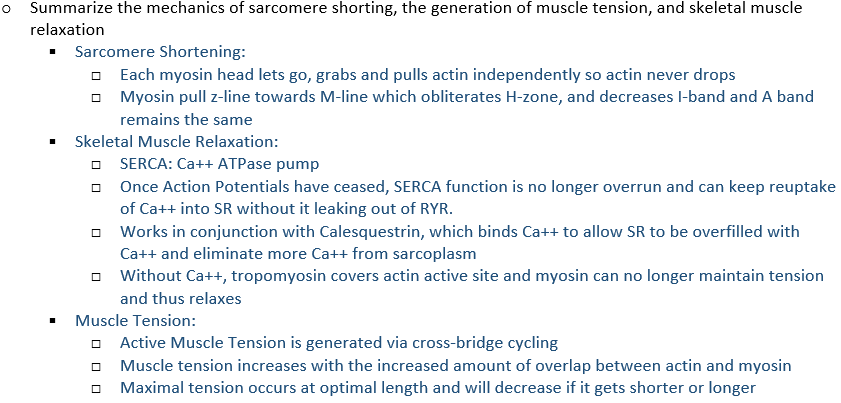 Summarize the mechanics of sarcomere shorting, the generation of muscle tension, and skeletal muscle
relaxation
Sarcomere Shortening:
Each myosin head lets go, grabs and pulls actin independently so actin never drops
Myosin pull z-line towards M-line which obliterates H-zone, and decreases I-band and A band
remains the same
Skeletal Muscle Relaxation:
SERCA: Ca++ ATPase pump
Once Action Potentials have ceased, SERCA function is no longer overrun and can keep reuptake
of Ca++ into SR without it leaking out of RYR.
Works in conjunction with Calesquestrin, which binds Ca++ to allow SR to be overfilled with
Ca++ and eliminate more Ca++ from sarcoplasm
Without Ca++, tropomyosin covers actin active site and myosin can no longer maintain tension
and thus relaxes
Muscle Tension:
Active Muscle Tension is generated via cross-bridge cycling
Muscle tension increases with the increased amount of overlap between actin and myosin
Maximal tension occurs at optimal length and will decrease if it gets shorter or longer